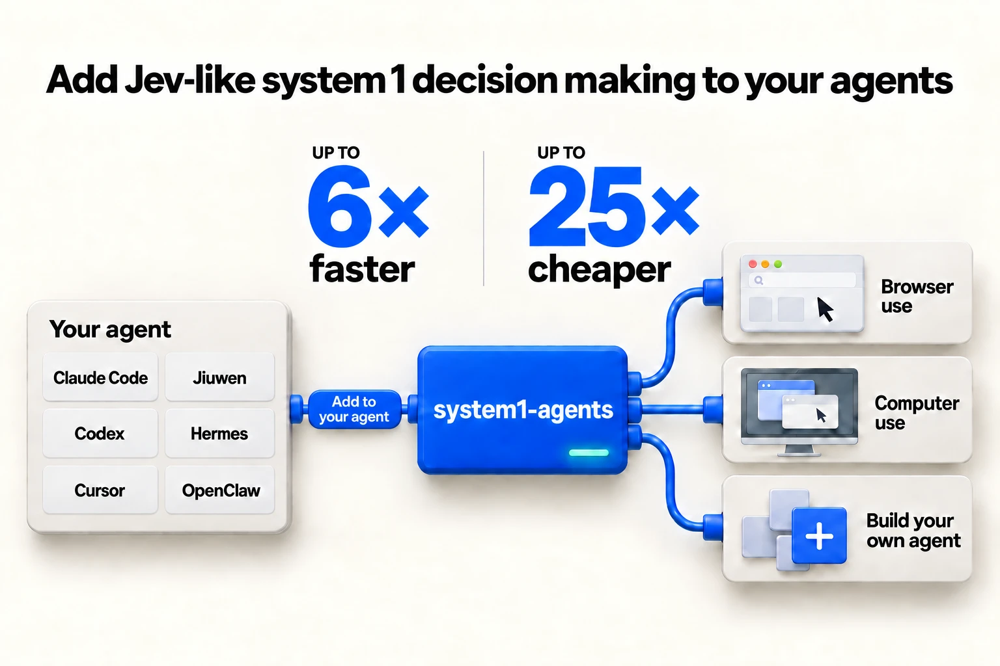 Add Jev-like system 1 decision making to your agents
UP TO
6×
faster
UP TO
25×
cheaper
Your agent
Claude Code
Jiuwen
Codex
Hermes
Cursor
OpenClaw
Add to
your agent
system1-agents
Browser
use
Computer
use
Build your
own agent